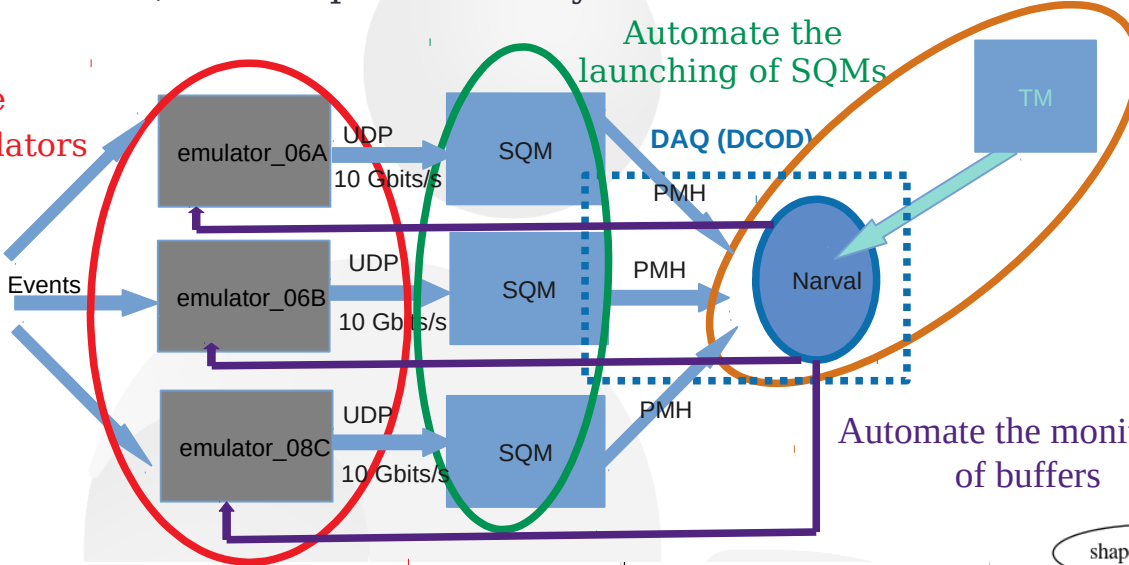 Automate the
launching of SQMs
TM
lators
emulator_06A
UDP
10 Gbits/s
SQM
DAQ (DCOD)
PMH
Events
emulator_06B
UDP
10 Gbits/s
SQM
PMH
Narval
emulator_08C
UDP
10 Gbits/s
SQM
PMH
Automate the monit
of buffers
shap